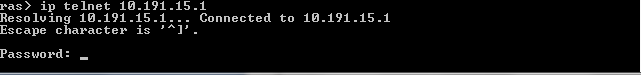 ras> ip telnet 10.191.15.1
Resolving 10.191.15.1... Connected to 10.191.15.1
Escape character is '^]'.
Password: _